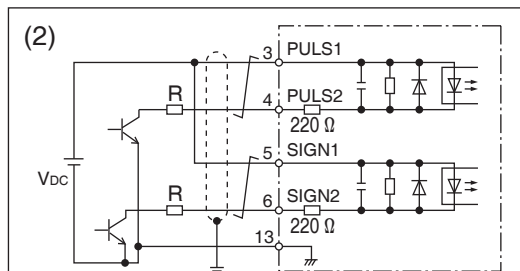 (2)
3 PULS1
R 4 PULS2
220 Ω
5 SIGN1
VDC
R 6 SIGN2
220 Ω
13